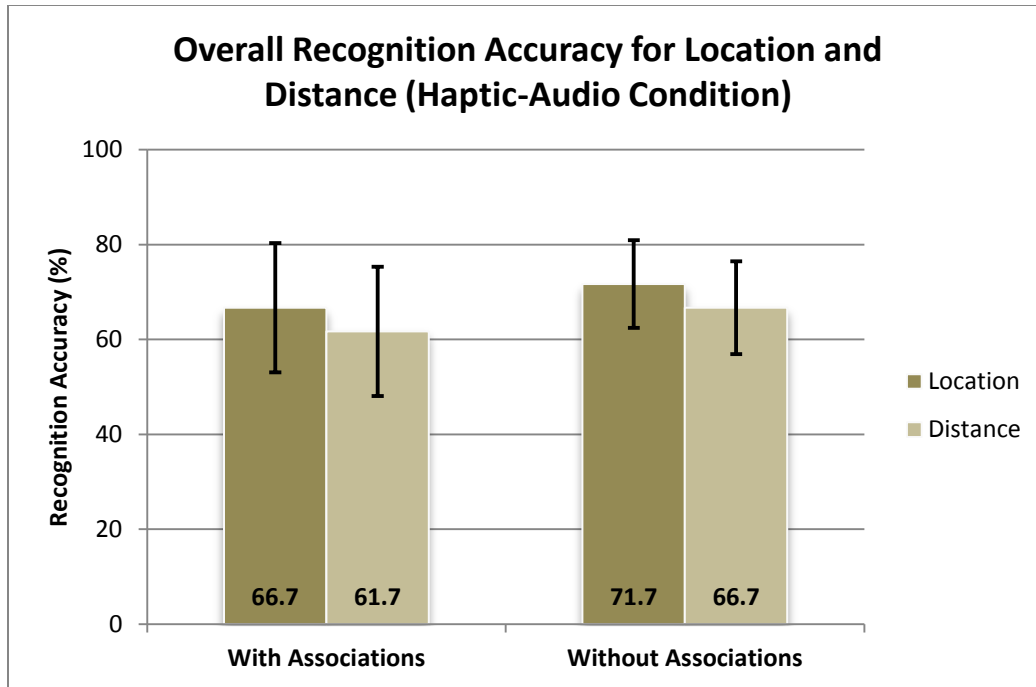 Overall Recognition Accuracy for Location and
Distance (Haptic-Audio Condition)
Recognition Accuracy (%)
100
80
60
40
20
0
66.7
61.7
71.7
66.7
With Associations
Without Associations
Location
Distance